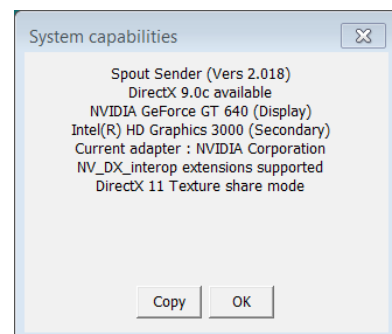 System capabilities
Spout Sender (Vers 2.018)
DirectX 9.0c available
NVIDIA GeForce GT 640 (Display)
Intel(R) HD Graphics 3000 (Secondary)
Current adapter : NVIDIA Corporation
NV_DX_interop extensions supported
DirectX 11 Texture share mode
Copy OK